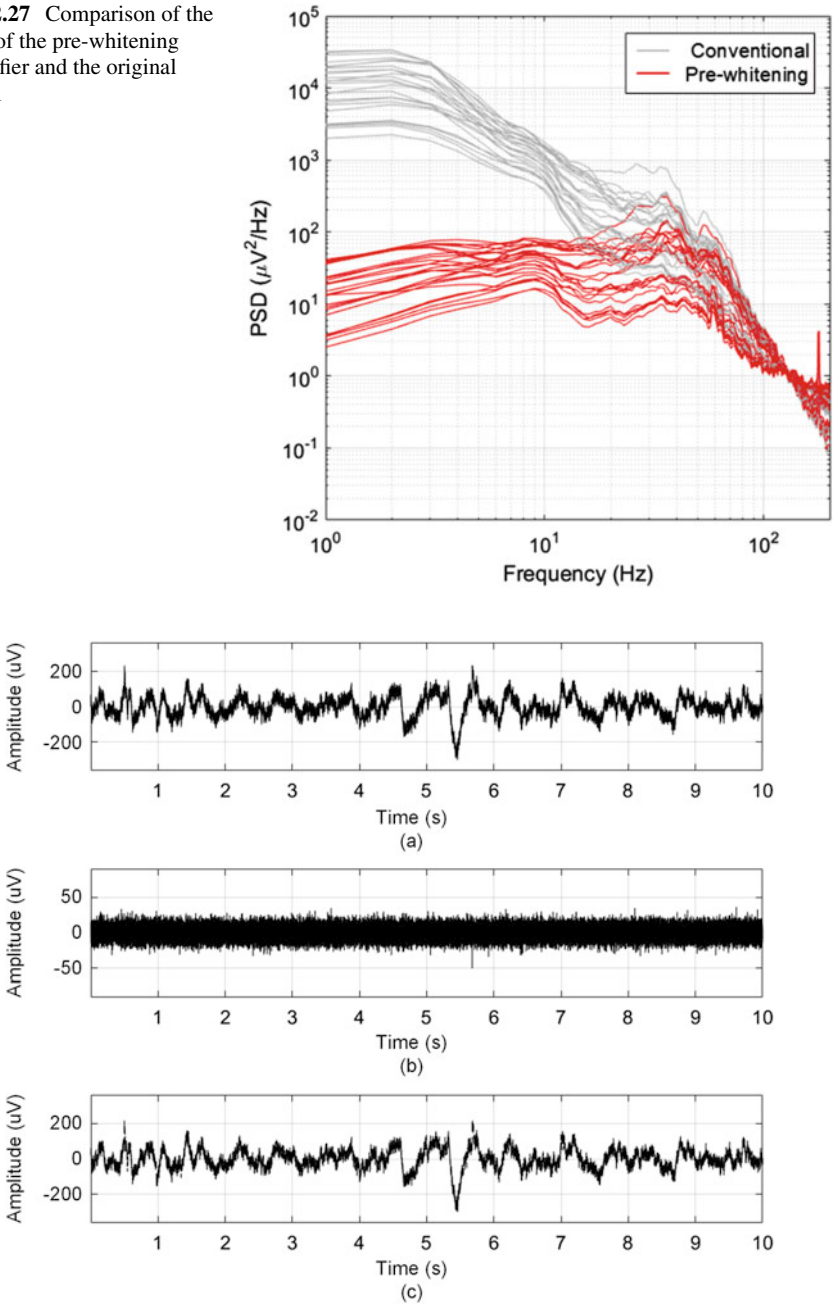 2.27 Comparison of the
of the pre-whitening
fier and the original
10^5
10^4
10^3
10^2
10^1
10^0
10^-1
10^-2
PSD (μV^2/Hz)
Conventional
Pre-whitening
10^0 10^1 10^2
Frequency (Hz)
Amplitude (uV)
200
0
-200
1 2 3 4 5 6 7 8 9 10
Time (s)
(a)
Amplitude (uV)
50
0
-50
1 2 3 4 5 6 7 8 9 10
Time (s)
(b)
Amplitude (uV)
200
0
-200
1 2 3 4 5 6 7 8 9 10
Time (s)
(c)